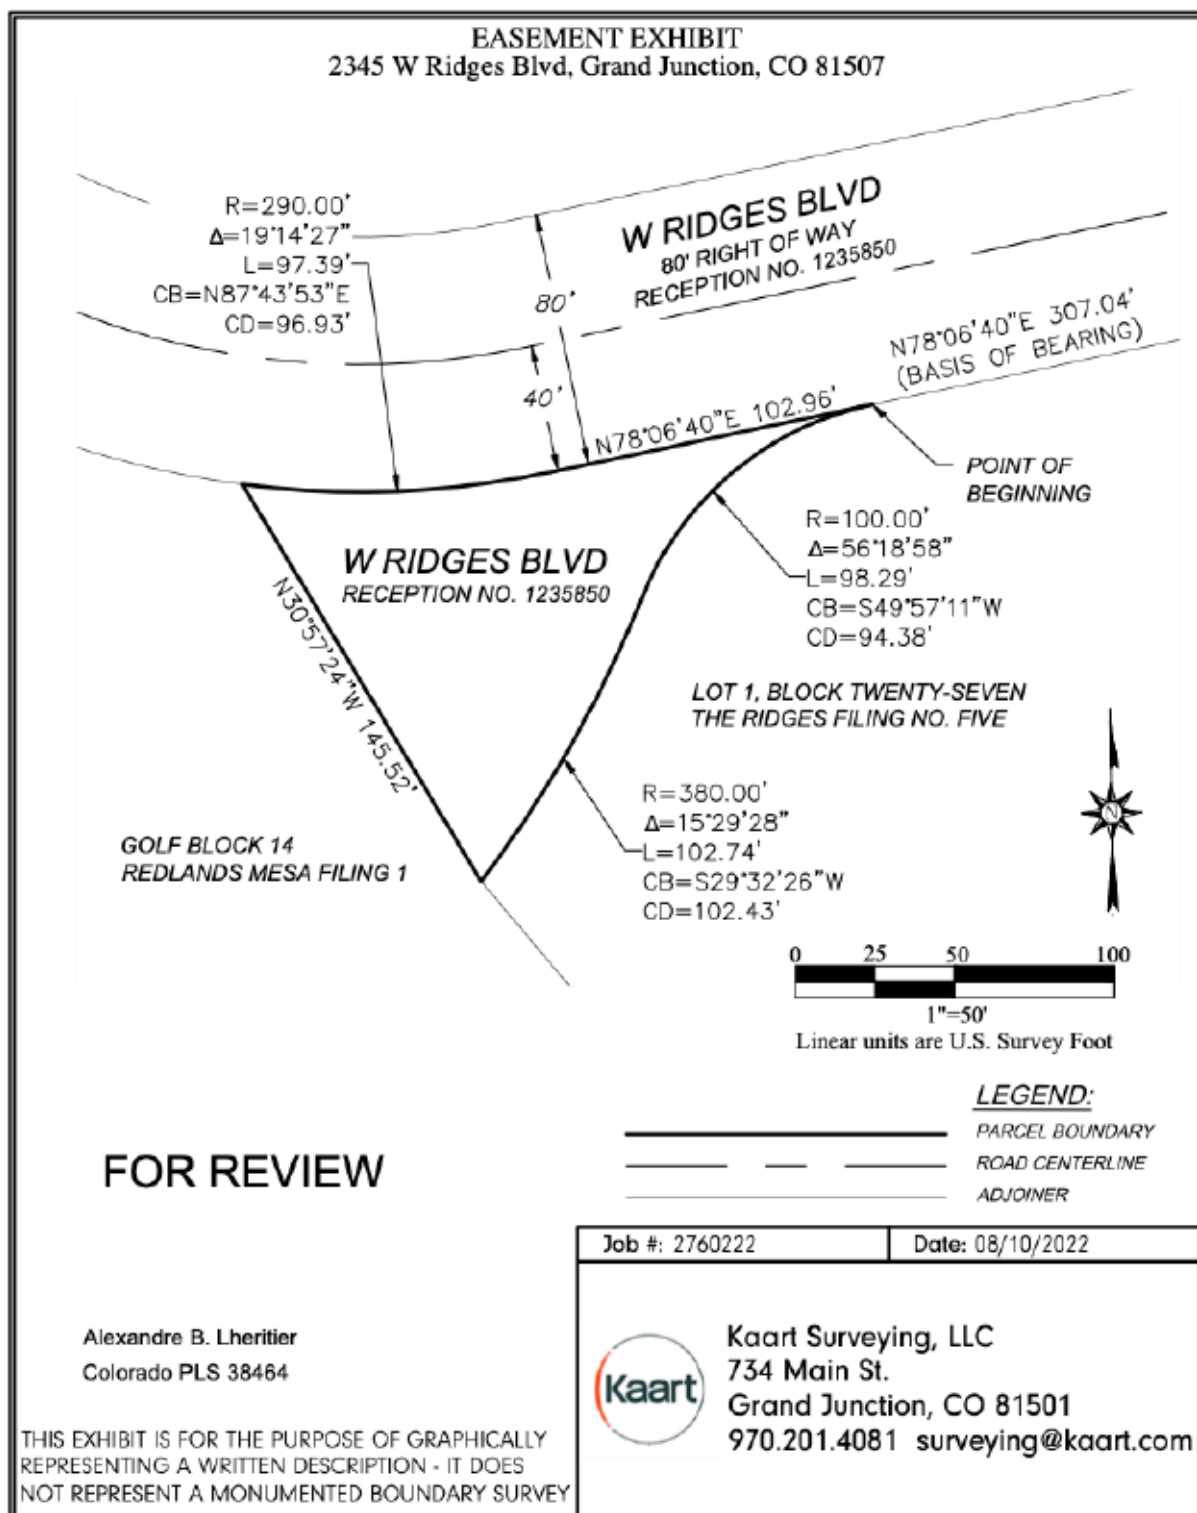 EASEMENT EXHIBIT
2345 W Ridges Blvd, Grand Junction, CO 81507
R=290.00'
Δ=19°14'27"
L=97.39'
CB=N87°43'53"E
CD=96.93'
W RIDGES BLVD
80' RIGHT OF WAY
RECEPTION NO. 1235850
80'
40'
N78°06'40"E 307.04'
(BASIS OF BEARING)
N78°06'40"E 102.96'
POINT OF
BEGINNING
R=100.00'
Δ=56°18'58"
L=98.29'
CB=S49°57'11"W
CD=94.38'
W RIDGES BLVD
RECEPTION NO. 1235850
N30°57'24"W 145.52'
LOT 1, BLOCK TWENTY-SEVEN
THE RIDGES FILING NO. FIVE
R=380.00'
Δ=15°29'28"
L=102.74'
CB=S29°32'26"W
CD=102.43'
GOLF BLOCK 14
REDLANDS MESA FILING 1
N
0 25 50 100
1"=50'
Linear units are U.S. Survey Foot
LEGEND:
PARCEL BOUNDARY
ROAD CENTERLINE
ADJOINER
FOR REVIEW
Job #: 2760222 Date: 08/10/2022
Alexandre B. Lheritier
Colorado PLS 38464
Kaart
Kaart Surveying, LLC
734 Main St.
Grand Junction, CO 81501
970.201.4081 surveying@kaart.com
THIS EXHIBIT IS FOR THE PURPOSE OF GRAPHICALLY
REPRESENTING A WRITTEN DESCRIPTION - IT DOES
NOT REPRESENT A MONUMENTED BOUNDARY SURVEY